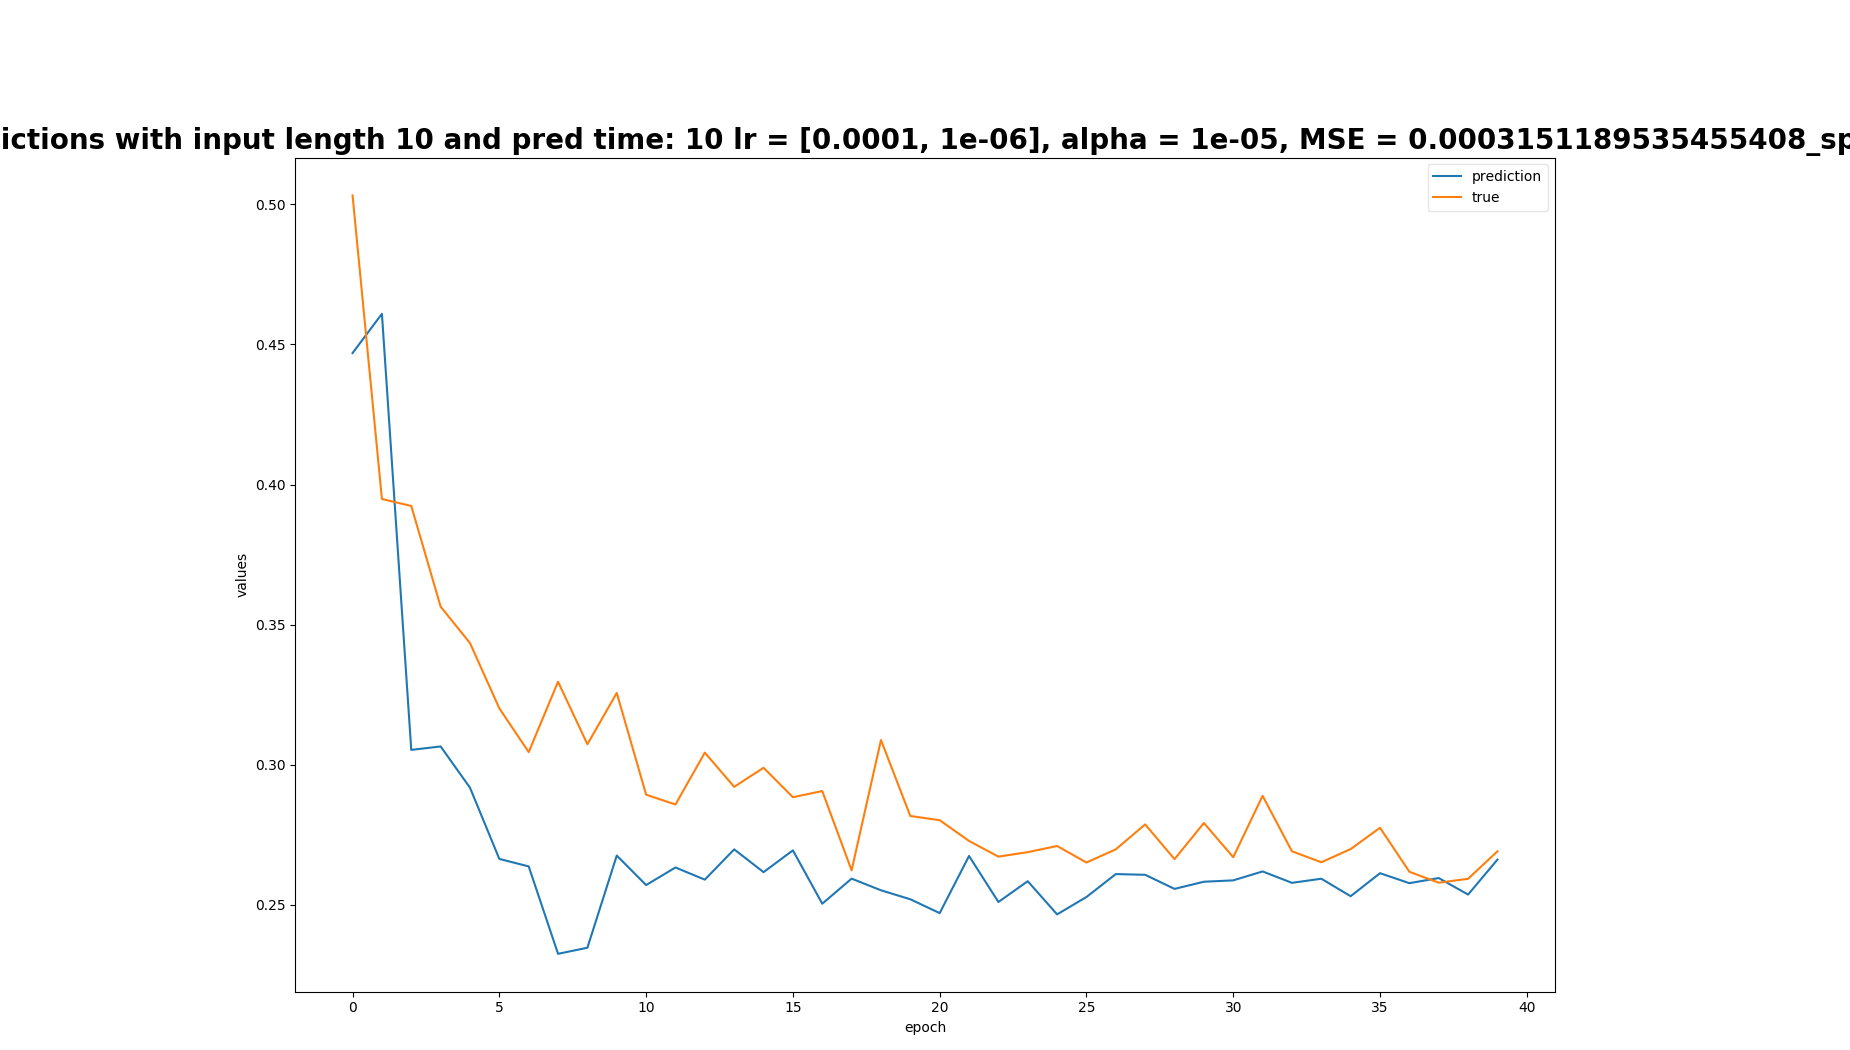 ictions with input length 10 and pred time: 10 lr = [0.0001, 1e-06], alpha = 1e-05, MSE = 0.0003151189535455408_sp
prediction
true
0.50
0.45
0.40
0.35
0.30
0.25
values
0 5 10 15 20 25 30 35 40
epoch